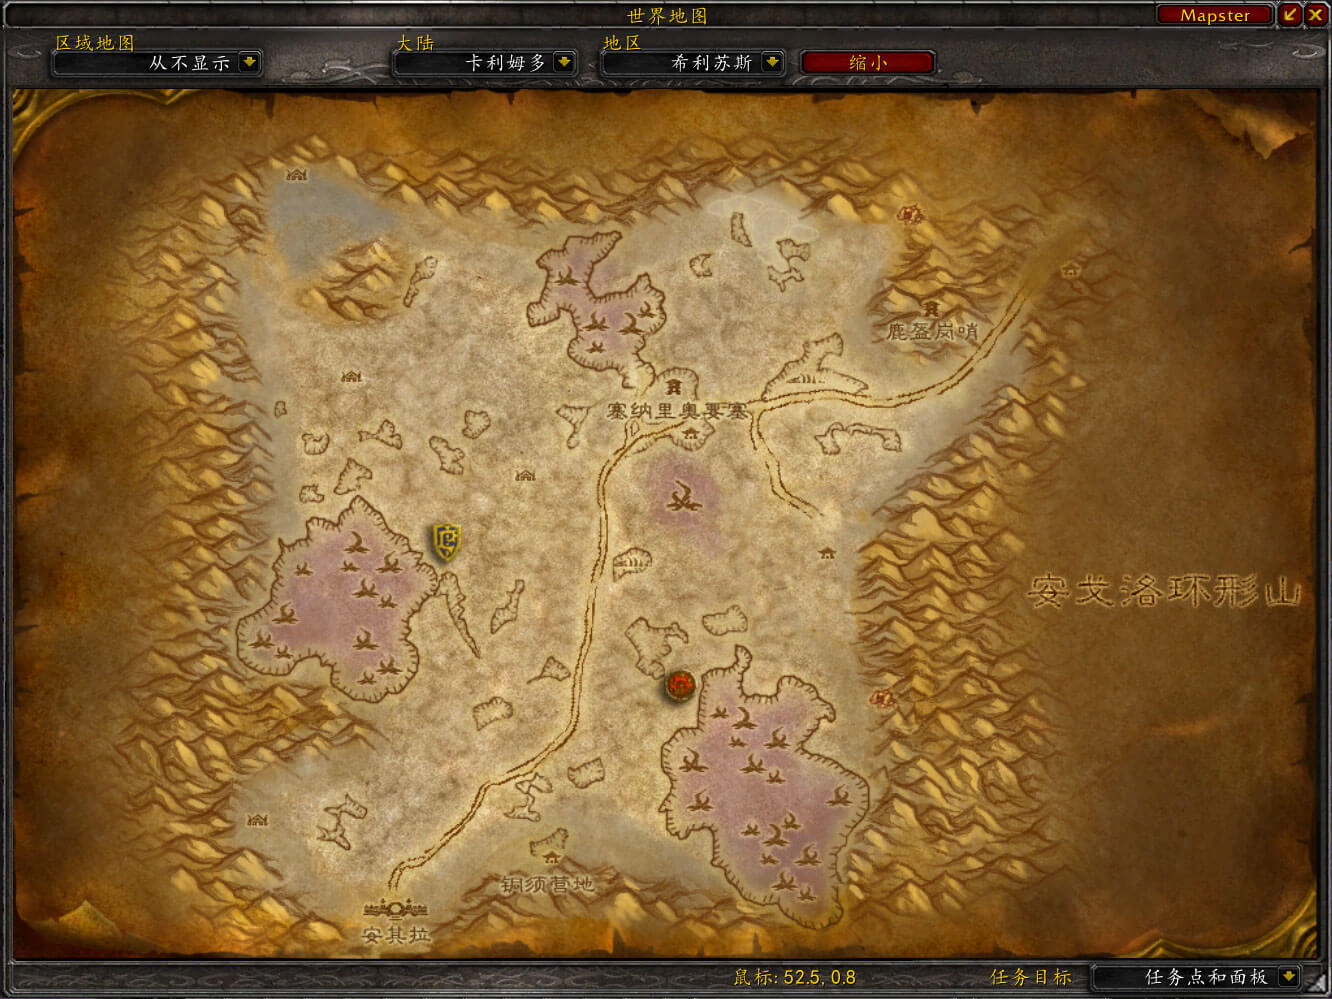 世界地图
Mapster
区域地图
大陆
地区
从不显示
卡利姆多
希利苏斯
缩小
鹿盔岗哨
塞纳里奥要塞
安戈洛环形山
铜须营地
安其拉
鼠标: 52.5, 0.8
任务目标
任务点和面板